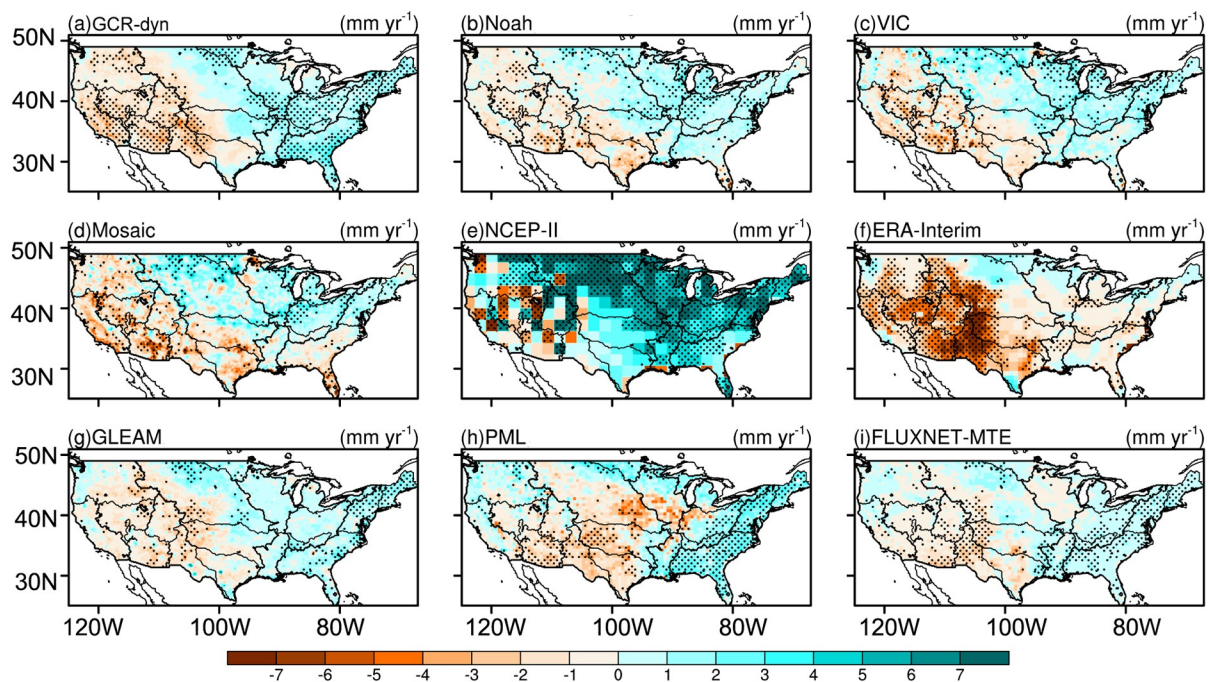 (a)GCR-dyn (mm yr-1) (b)Noah (mm yr-1) (c)VIC (mm yr-1)
50N
40N
30N
(d)Mosaic (mm yr-1) (e)NCEP-II (mm yr-1) (f)ERA-Interim (mm yr-1)
50N
40N
30N
(g)GLEAM (mm yr-1) (h)PML (mm yr-1) (i)FLUXNET-MTE (mm yr-1)
50N
40N
30N
120W 100W 80W 120W 100W 80W 120W 100W 80W
-7 -6 -5 -4 -3 -2 -1 0 1 2 3 4 5 6 7